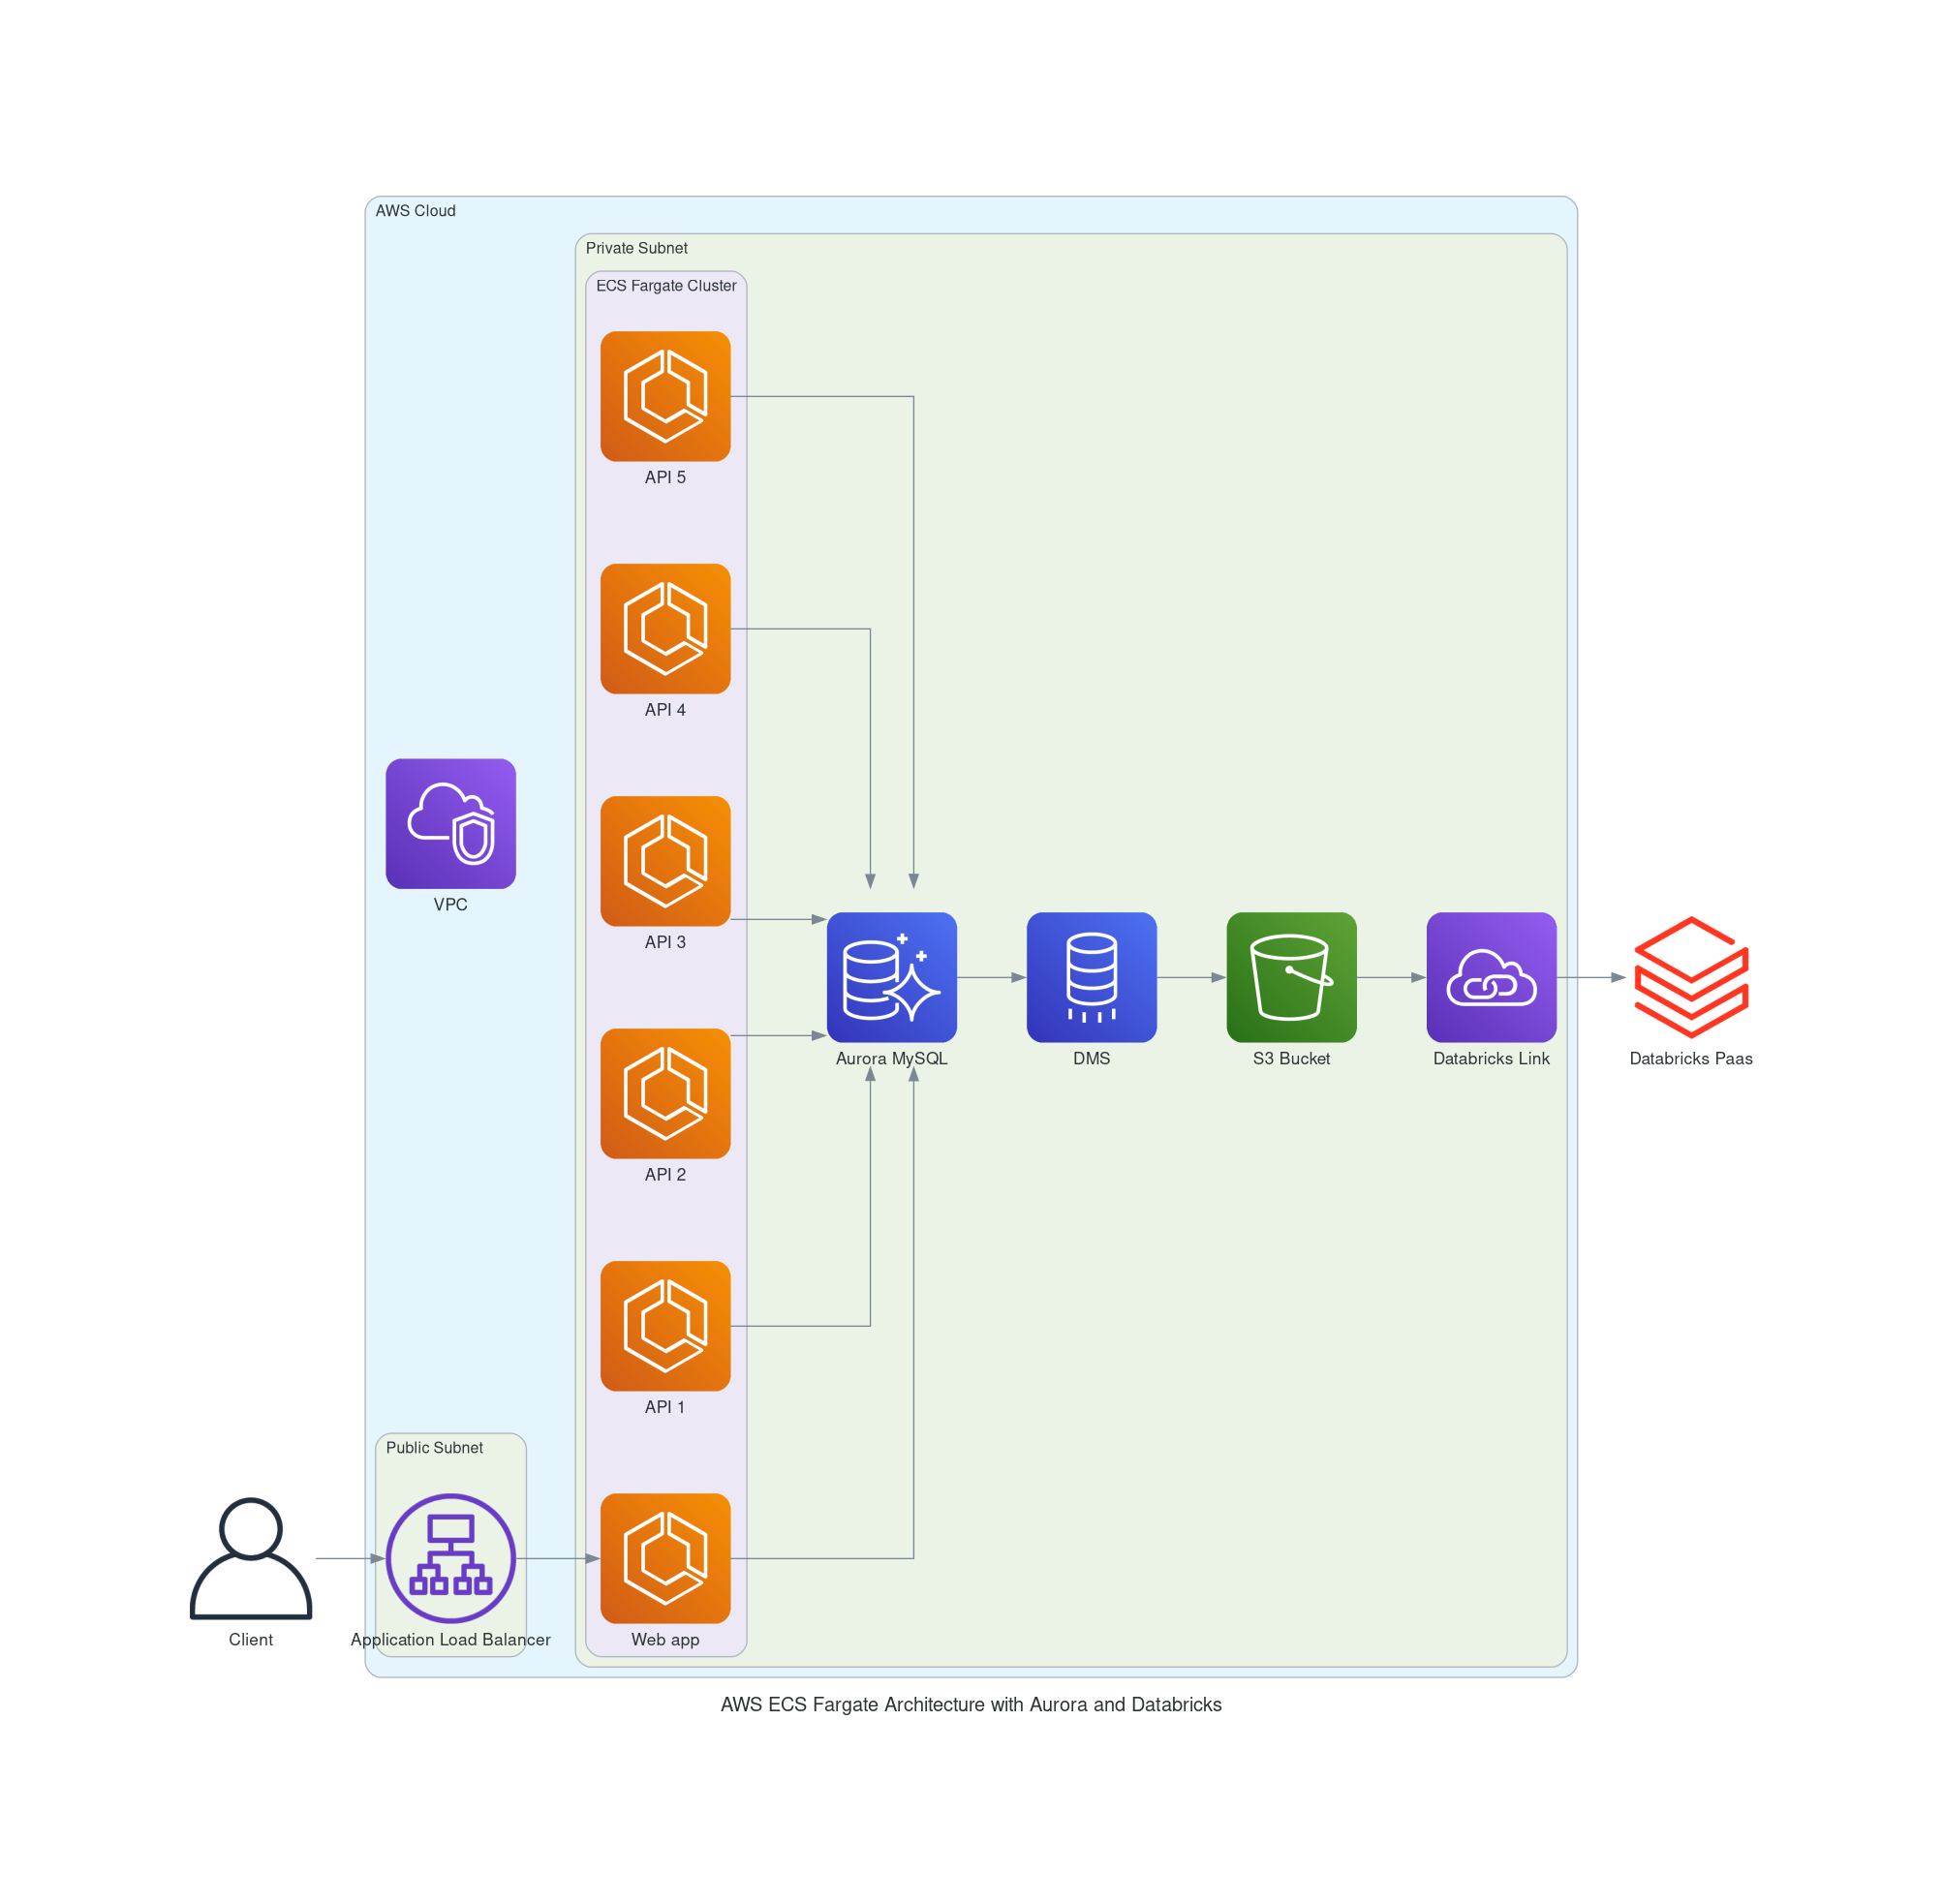 AWS Cloud
Private Subnet
ECS Fargate Cluster
API 5
API 4
VPC
API 3
Aurora MySQL
DMS
S3 Bucket
Databricks Link
Databricks Paas
API 2
API 1
Public Subnet
Client
Application Load Balancer
Web app
AWS ECS Fargate Architecture with Aurora and Databricks